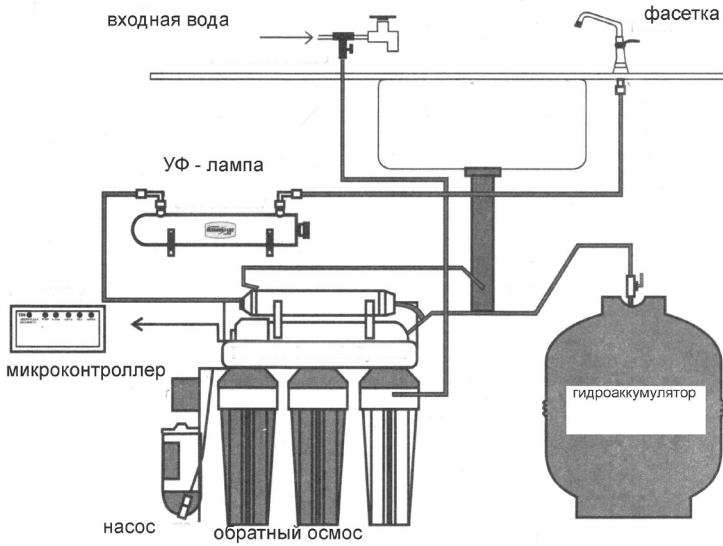 входная вода
фасетка
УФ - лампа
микроконтроллер
гидроаккумулятор
насос
обратный осмос